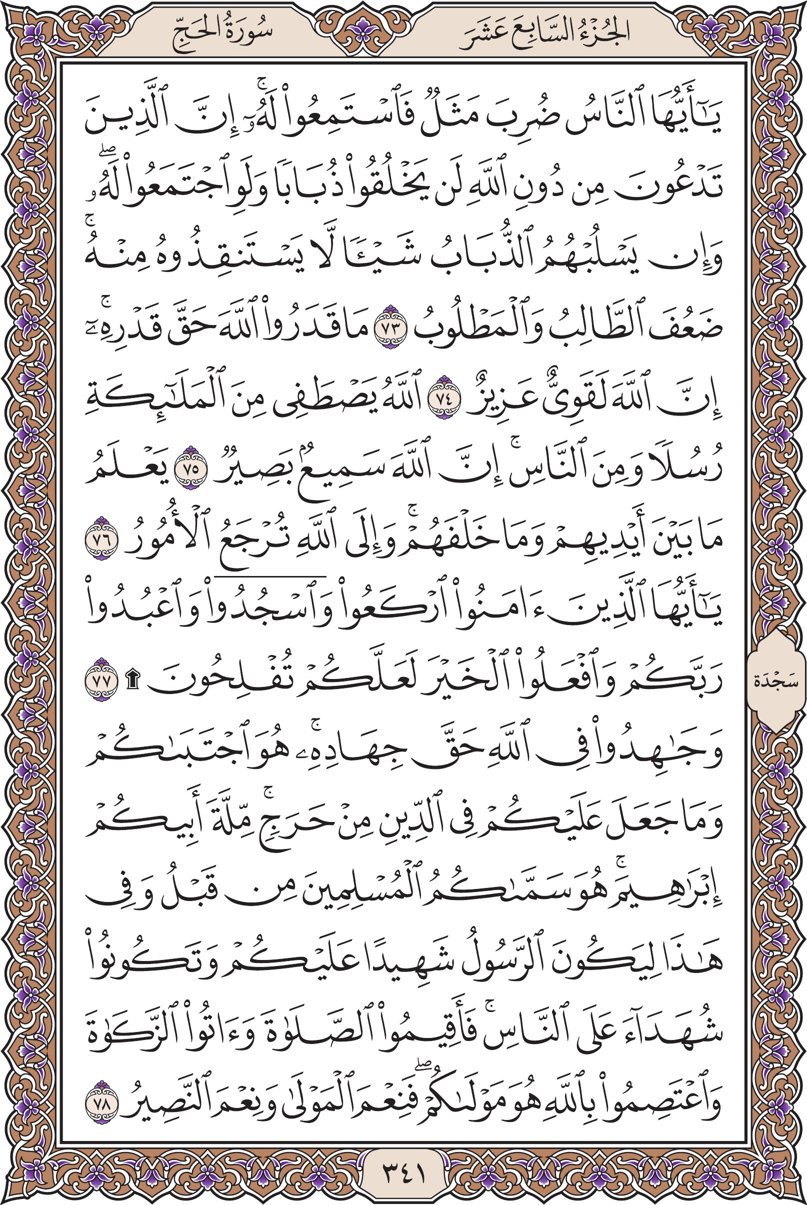 الجُزْءُ السَّابِعَ عَشَرَ
سُورَةُ الحَجِّ
يَـٰٓأَيُّهَا ٱلنَّاسُ ضُرِبَ مَثَلٌ فَٱسْتَمِعُوا۟ لَهُۥٓ ۚ إِنَّ ٱلَّذِينَ
تَدْعُونَ مِن دُونِ ٱللَّهِ لَن يَخْلُقُوا۟ ذُبَابًا وَلَوِ ٱجْتَمَعُوا۟ لَهُۥ ۖ
وَإِن يَسْلُبْهُمُ ٱلذُّبَابُ شَيْـًٔا لَّا يَسْتَنقِذُوهُ مِنْهُ ۚ
ضَعُفَ ٱلطَّالِبُ وَٱلْمَطْلُوبُ ٧٣ مَا قَدَرُوا۟ ٱللَّهَ حَقَّ قَدْرِهِۦٓ ۚ
إِنَّ ٱللَّهَ لَقَوِىٌّ عَزِيزٌ ٧٤ ٱللَّهُ يَصْطَفِى مِنَ ٱلْمَلَـٰٓئِكَةِ
رُسُلًا وَمِنَ ٱلنَّاسِ ۚ إِنَّ ٱللَّهَ سَمِيعٌۢ بَصِيرٌ ٧٥ يَعْلَمُ
مَا بَيْنَ أَيْدِيهِمْ وَمَا خَلْفَهُمْ ۚ وَإِلَى ٱللَّهِ تُرْجَعُ ٱلْأُمُورُ ٧٦
يَـٰٓأَيُّهَا ٱلَّذِينَ ءَامَنُوا۟ ٱرْكَعُوا۟ وَٱسْجُدُوا۟ وَٱعْبُدُوا۟
رَبَّكُمْ وَٱفْعَلُوا۟ ٱلْخَيْرَ لَعَلَّكُمْ تُفْلِحُونَ ۩ ٧٧
سَجْدَة
وَجَـٰهِدُوا۟ فِى ٱللَّهِ حَقَّ جِهَادِهِۦ ۚ هُوَ ٱجْتَبَىٰكُمْ
وَمَا جَعَلَ عَلَيْكُمْ فِى ٱلدِّينِ مِنْ حَرَجٍ ۚ مِّلَّةَ أَبِيكُمْ
إِبْرَٰهِيمَ ۚ هُوَ سَمَّىٰكُمُ ٱلْمُسْلِمِينَ مِن قَبْلُ وَفِى
هَـٰذَا لِيَكُونَ ٱلرَّسُولُ شَهِيدًا عَلَيْكُمْ وَتَكُونُوا۟
شُهَدَآءَ عَلَى ٱلنَّاسِ ۚ فَأَقِيمُوا۟ ٱلصَّلَوٰةَ وَءَاتُوا۟ ٱلزَّكَوٰةَ
وَٱعْتَصِمُوا۟ بِٱللَّهِ هُوَ مَوْلَىٰكُمْ ۖ فَنِعْمَ ٱلْمَوْلَىٰ وَنِعْمَ ٱلنَّصِيرُ ٧٨
٣٤١